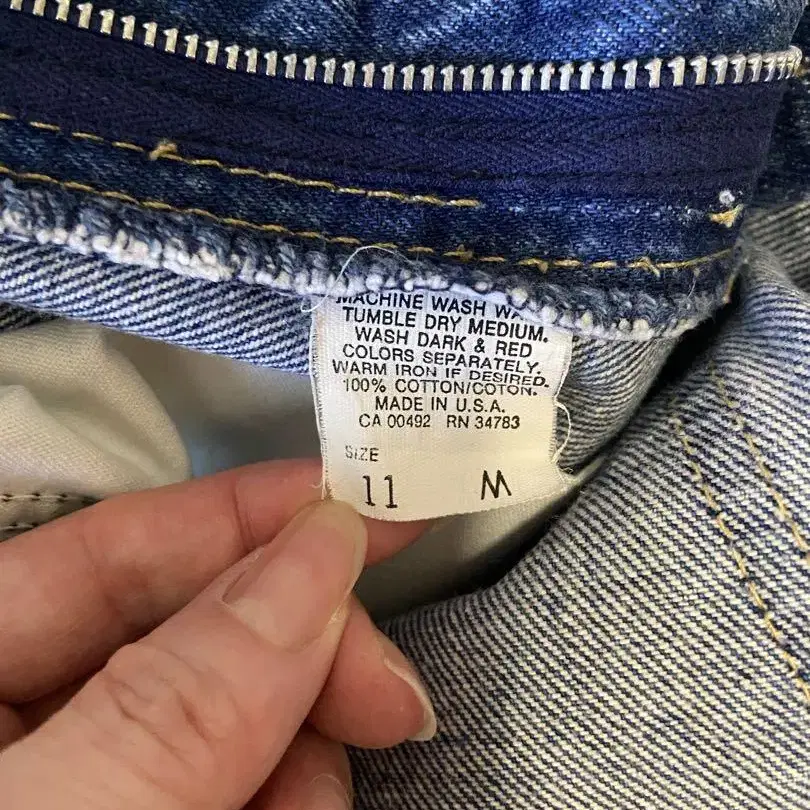 MACHINE WASH
TUMBLE DRY MEDIUM.
WASH DARK & RED
COLORS SEPARATELY.
WARM IRON IF DESIRED.
100% COTTON/COTON.
MADE IN U.S.A.
CA 00492 RN 34783
SIZE
11 M